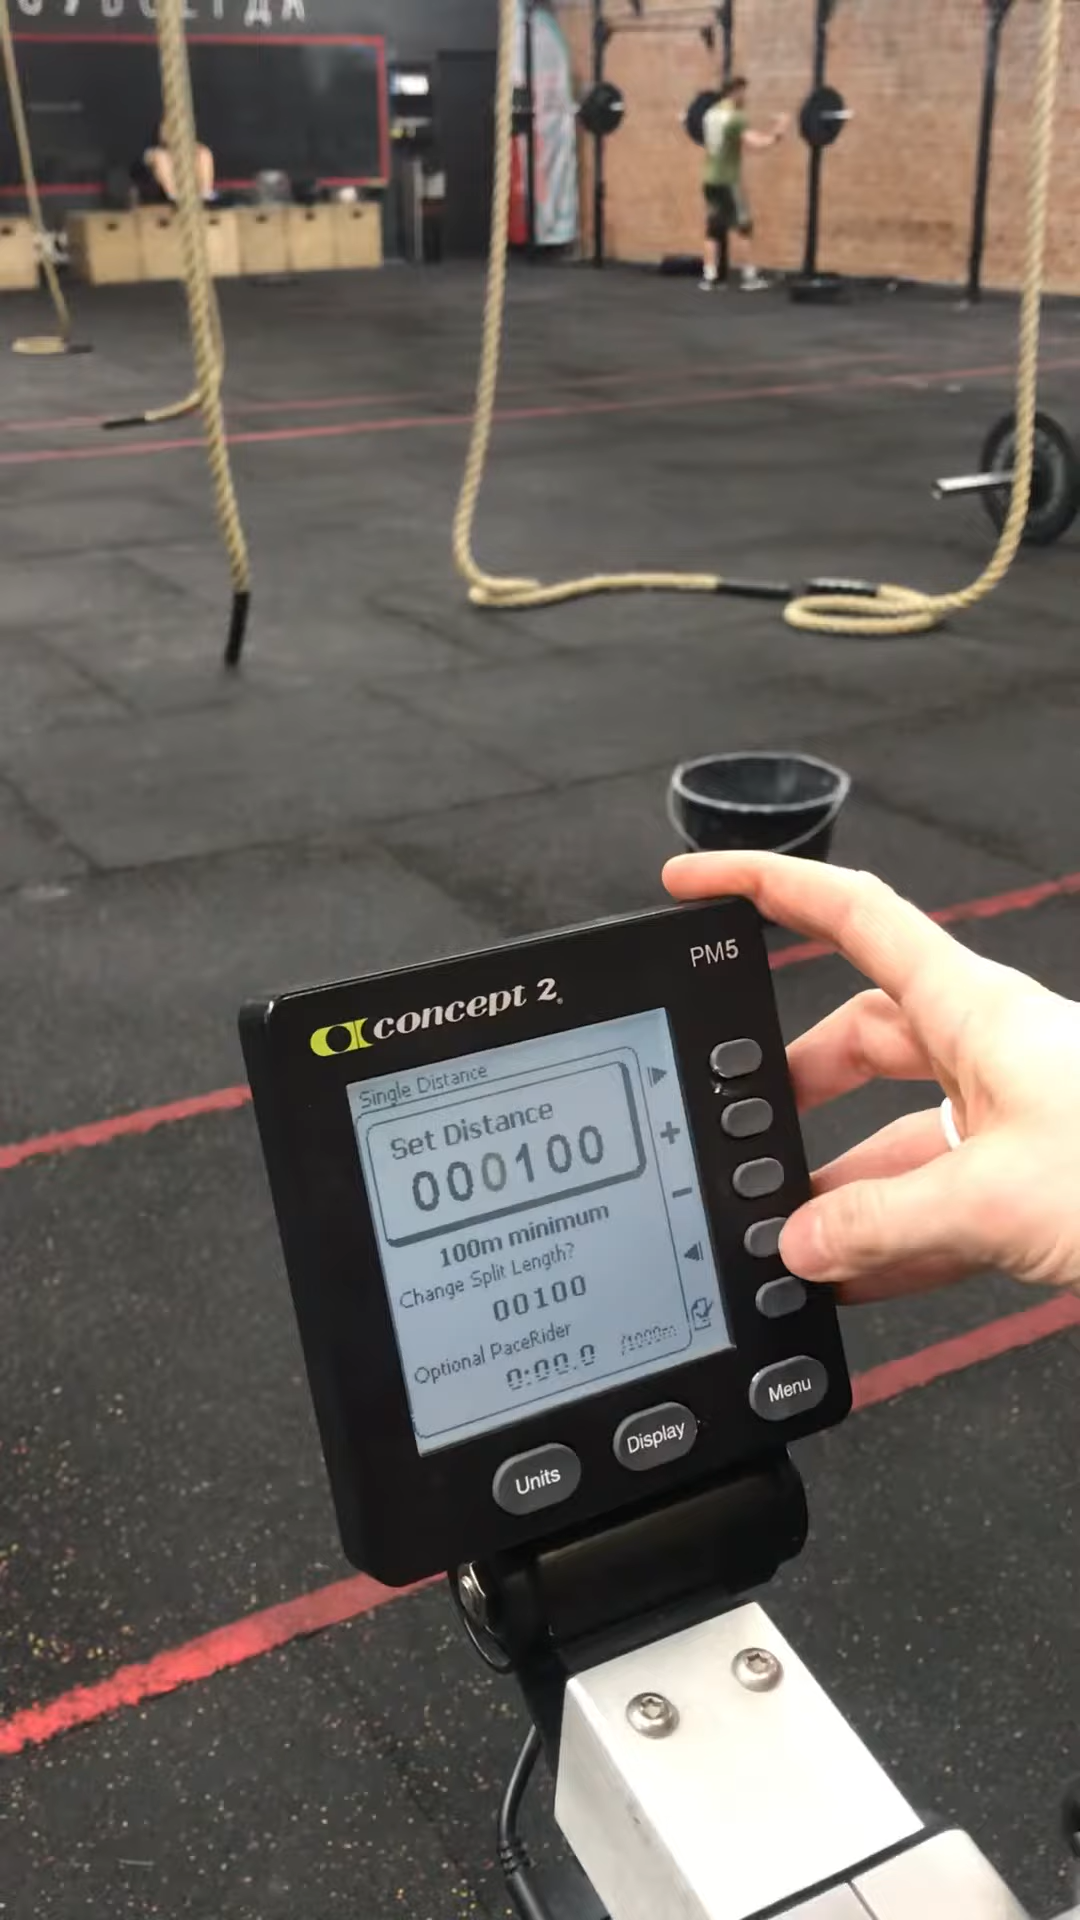 PM5
concept 2
Single Distance
Set Distance
000100
100m minimum
Change Split Length?
00100
Optional PaceRider
0:00.0 /1000m
Units
Display
Menu